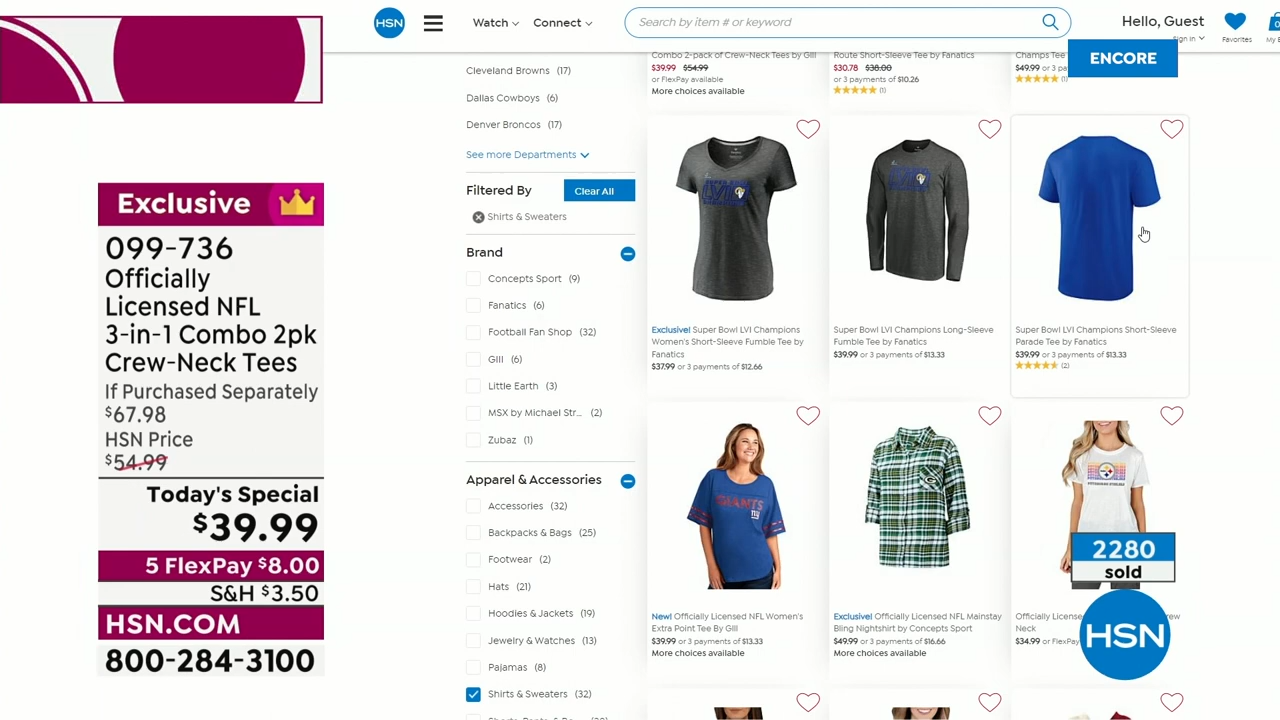 HSN
Watch
Connect
Search by item # or keyword
Hello, Guest
Sign In
Favorites
0
ENCORE
Exclusive
099-736
Officially
Licensed NFL
3-in-1 Combo 2pk
Crew-Neck Tees
If Purchased Separately
$67.98
HSN Price
$54.99
Today's Special
$39.99
5 FlexPay $8.00
S&H $3.50
HSN.COM
800-284-3100
Cleveland Browns (17)
Dallas Cowboys (6)
Denver Broncos (17)
See more Departments
Filtered By
Clear All
Shirts & Sweaters
Brand
Concepts Sport (9)
Fanatics (6)
Football Fan Shop (32)
GIII (6)
Little Earth (3)
MSX by Michael Str... (2)
Zubaz (1)
Apparel & Accessories
Accessories (32)
Backpacks & Bags (25)
Footwear (2)
Hats (21)
Hoodies & Jackets (19)
Jewelry & Watches (13)
Pajamas (8)
Shirts & Sweaters (32)
Combo 2-pack of Crew-Neck Tees by GIII
$39.99 $54.99
or FlexPay available
More choices available
Route Short-Sleeve Tee by Fanatics
$30.78 $38.00
or 3 payments of $10.26
(1)
Champs Tee
$49.99 or 3 pa
(1)
LVI
Exclusive! Super Bowl LVI Champions
Women's Short-Sleeve Fumble Tee by
Fanatics
$37.99 or 3 payments of $12.66
Super Bowl LVI Champions Long-Sleeve
Fumble Tee by Fanatics
$39.99 or 3 payments of $13.33
Super Bowl LVI Champions Short-Sleeve
Parade Tee by Fanatics
$39.99 or 3 payments of $13.33
(2)
GIANTS
New! Officially Licensed NFL Women's
Extra Point Tee By GIII
$39.99 or 3 payments of $13.33
More choices available
Exclusive! Officially Licensed NFL Mainstay
Bling Nightshirt by Concepts Sport
$49.99 or 3 payments of $16.66
More choices available
PITTSBURGH STEELERS
Officially License
Neck
$34.99 or FlexPay
2280
sold
HSN